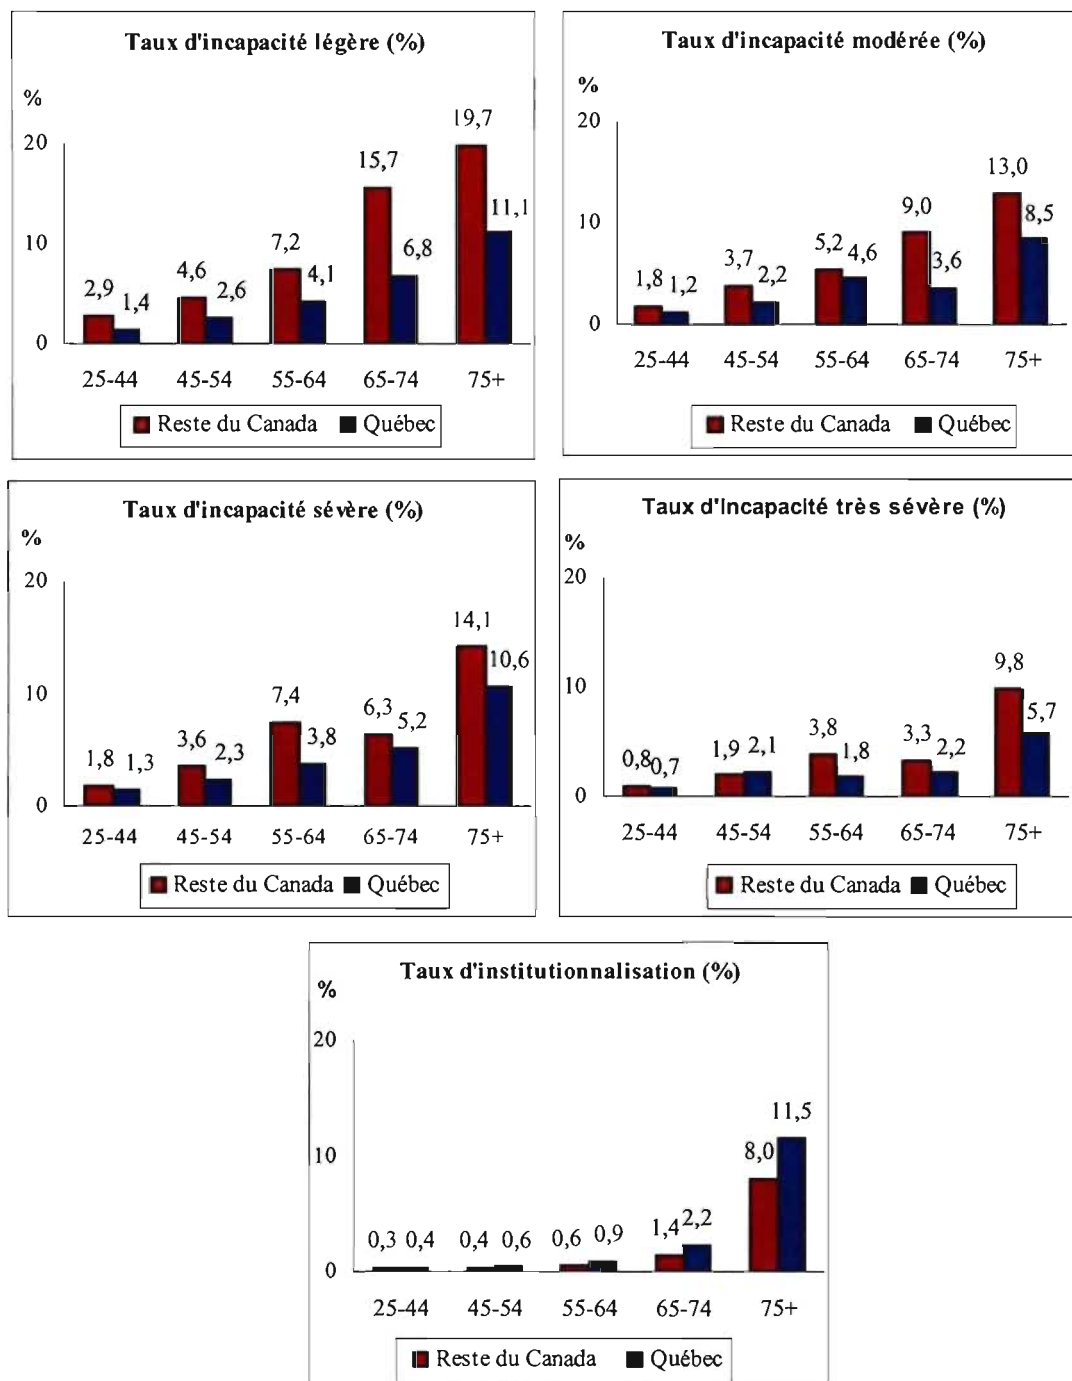 Taux d'incapacité légère (%)
%
20
10
0
2,9 1,4 4,6 2,6 7,2 4,1 15,7 6,8 19,7 11,1
25-44 45-54 55-64 65-74 75+
Reste du Canada Québec
Taux d'incapacité modérée (%)
%
20
10
0
1,8 1,2 3,7 2,2 5,2 4,6 9,0 3,6 13,0 8,5
25-44 45-54 55-64 65-74 75+
Reste du Canada Québec
Taux d'incapacité sévère (%)
%
20
10
0
1,8 1,3 3,6 2,3 7,4 3,8 6,3 5,2 14,1 10,6
25-44 45-54 55-64 65-74 75+
Reste du Canada Québec
Taux d'incapacité très sévère (%)
%
20
10
0
0,8 0,7 1,9 2,1 3,8 1,8 3,3 2,2 9,8 5,7
25-44 45-54 55-64 65-74 75+
Reste du Canada Québec
Taux d'institutionnalisation (%)
%
20
10
0
0,3 0,4 0,4 0,6 0,6 0,9 1,4 2,2 8,0 11,5
25-44 45-54 55-64 65-74 75+
Reste du Canada Québec